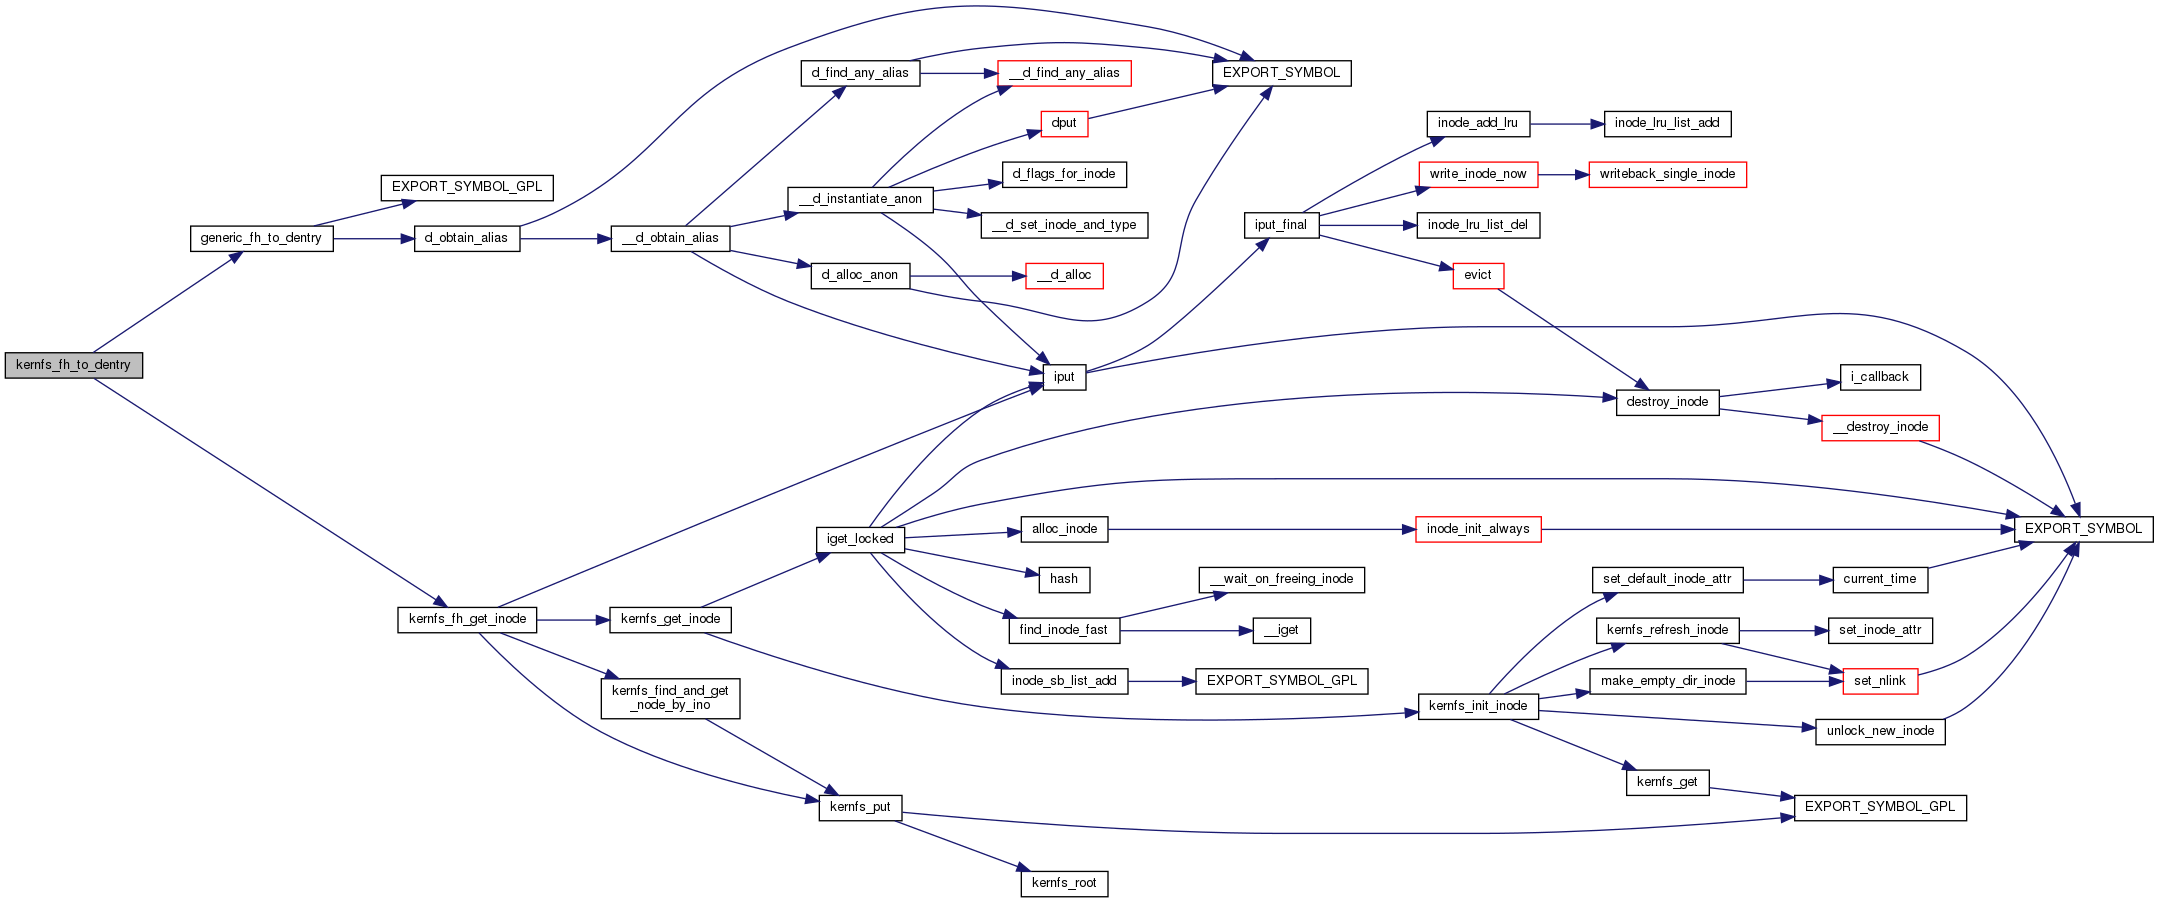 kernfs_fh_to_dentry
generic_fh_to_dentry
EXPORT_SYMBOL_GPL
d_obtain_alias
__d_obtain_alias
d_find_any_alias
__d_find_any_alias
EXPORT_SYMBOL
dput
__d_instantiate_anon
d_flags_for_inode
__d_set_inode_and_type
d_alloc_anon
__d_alloc
iput
iput_final
inode_add_lru
inode_lru_list_add
write_inode_now
writeback_single_inode
inode_lru_list_del
evict
destroy_inode
i_callback
__destroy_inode
EXPORT_SYMBOL
kernfs_fh_get_inode
kernfs_get_inode
kernfs_find_and_get
_node_by_ino
iget_locked
alloc_inode
inode_init_always
hash
find_inode_fast
__wait_on_freeing_inode
__iget
inode_sb_list_add
EXPORT_SYMBOL_GPL
kernfs_init_inode
set_default_inode_attr
current_time
kernfs_refresh_inode
set_inode_attr
make_empty_dir_inode
set_nlink
unlock_new_inode
kernfs_get
EXPORT_SYMBOL_GPL
kernfs_put
kernfs_root